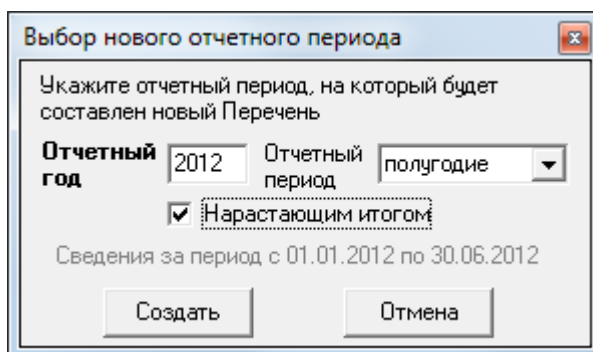 Выбор нового отчетного периода
Укажите отчетный период, на который будет
составлен новый Перечень
Отчетный год 2012 Отчетный период полугодие
Нарастающим итогом
Сведения за период с 01.01.2012 по 30.06.2012
Создать Отмена